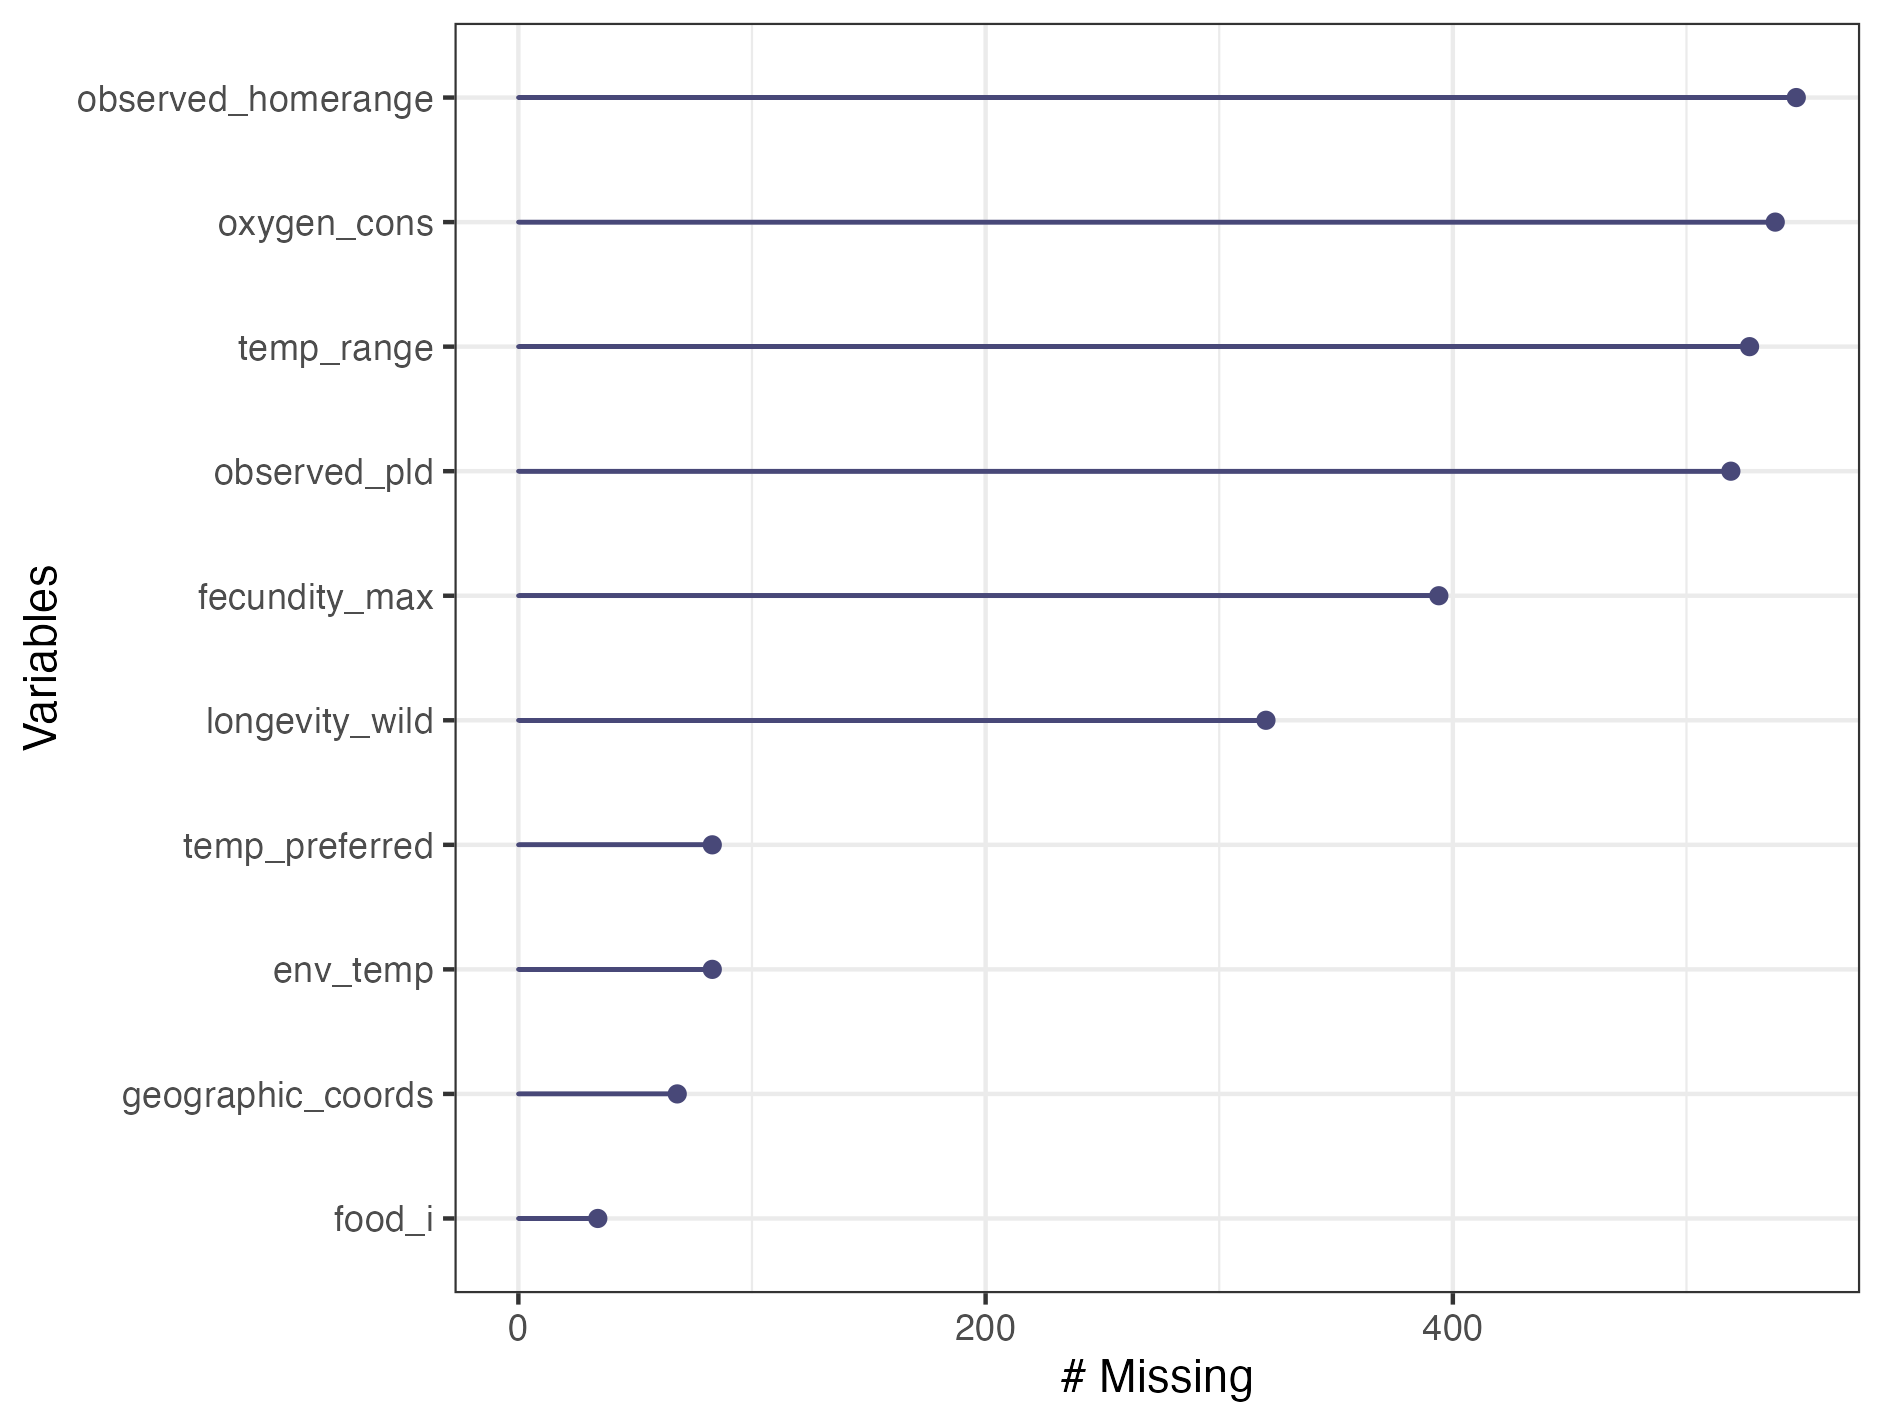 observed_homerange
oxygen_cons
temp_range
observed_pld
fecundity_max
longevity_wild
temp_preferred
env_temp
geographic_coords
food_i
Variables
0 200 400
# Missing